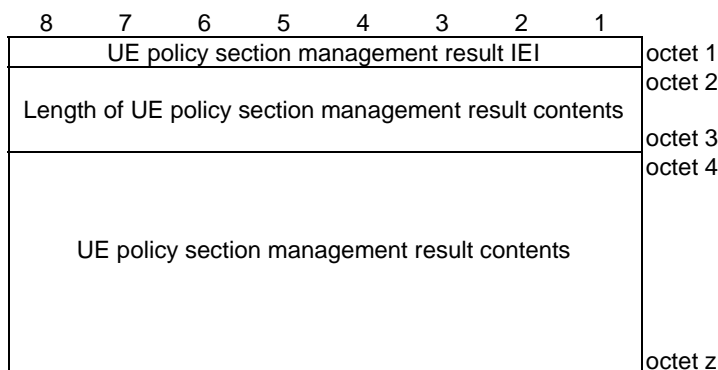 8 7 6 5 4 3 2 1
UE policy section management result IEI octet 1
octet 2
Length of UE policy section management result contents
octet 3
octet 4
UE policy section management result contents
octet z